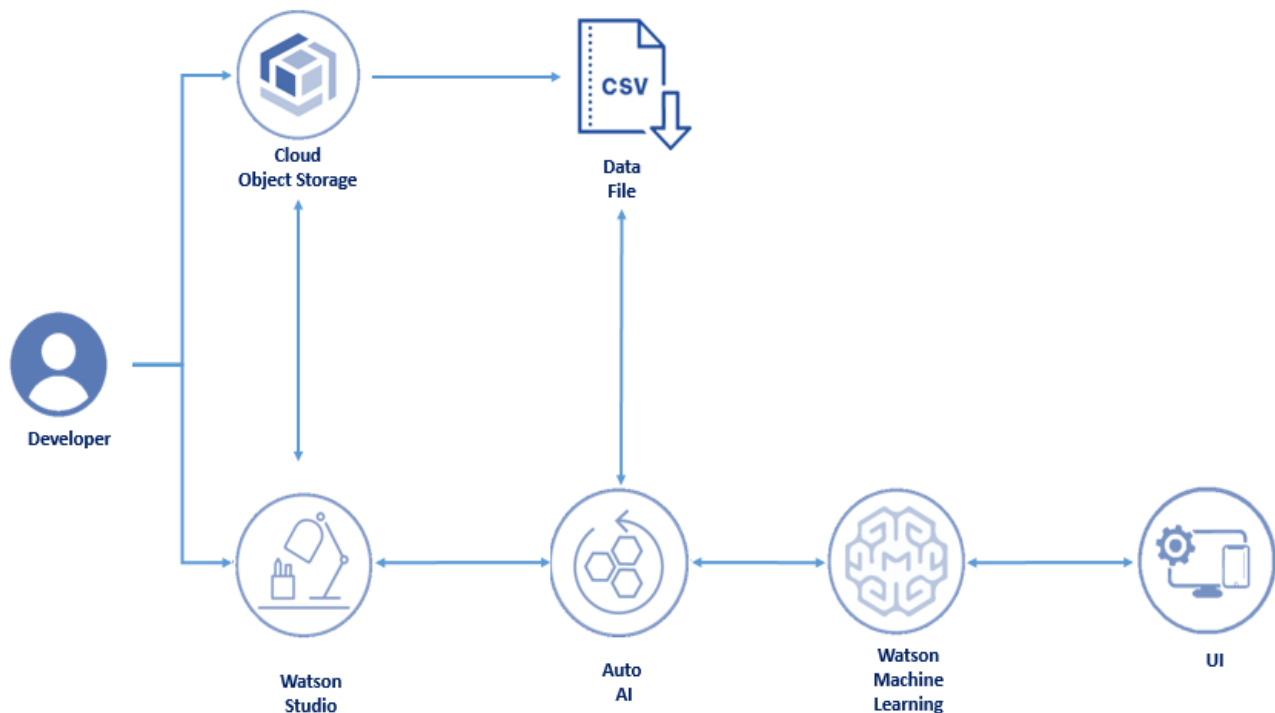 CSV
Cloud
Object Storage
Data
File
Developer
Watson
Studio
Auto
AI
Watson
Machine
Learning
UI